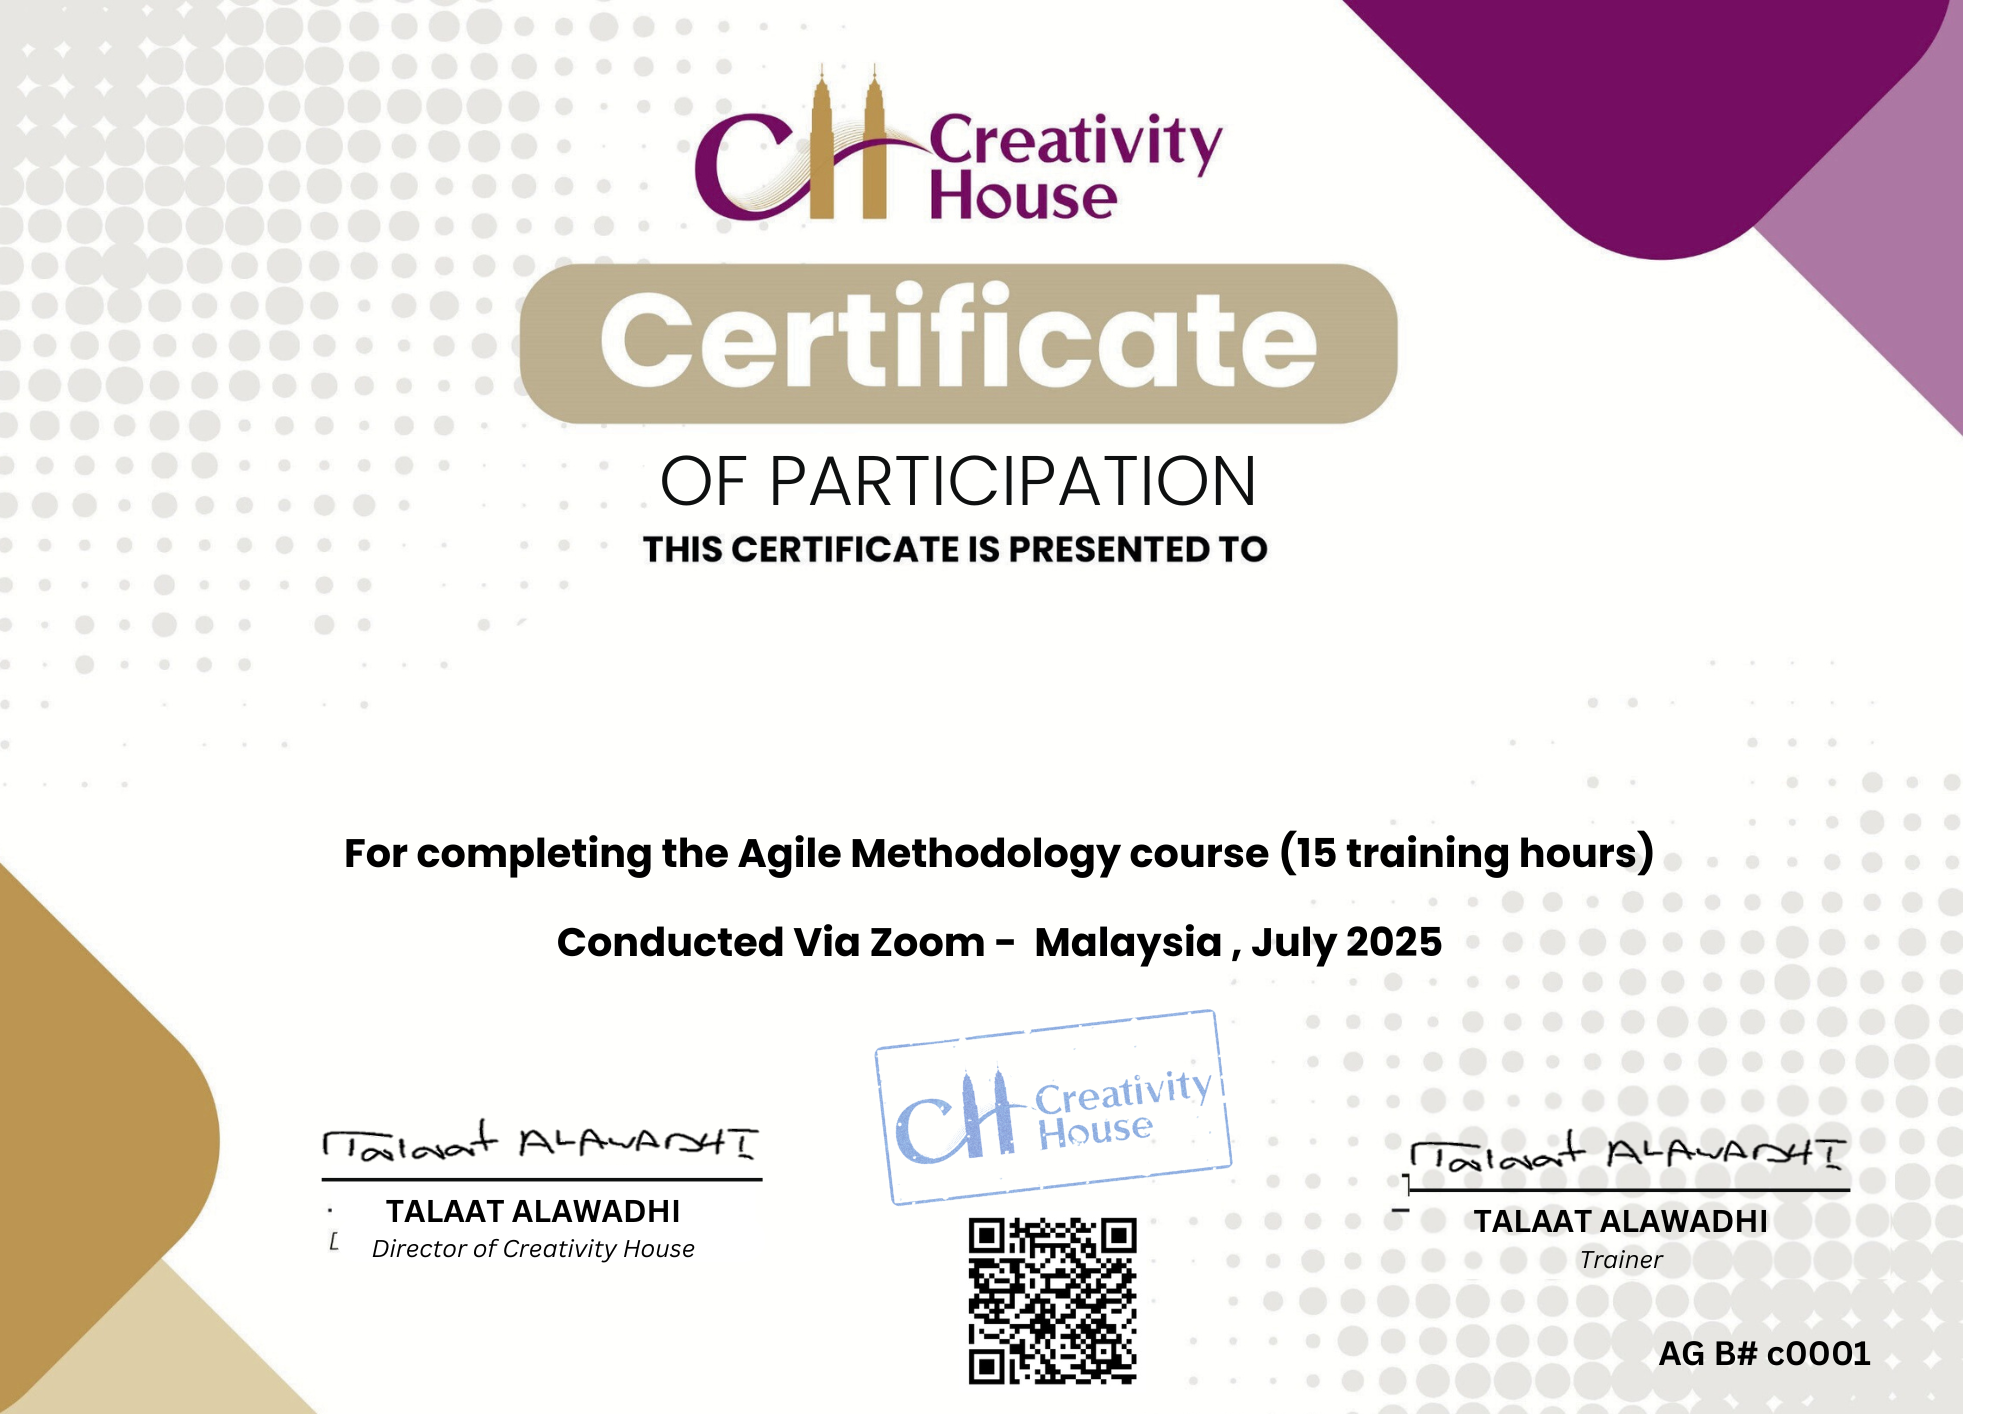 CH Creativity
House
Certificate
OF PARTICIPATION
THIS CERTIFICATE IS PRESENTED TO
For completing the Agile Methodology course (15 training hours)
Conducted Via Zoom - Malaysia , July 2025
CH Creativity
House
Talaat ALAWADHI
TALAAT ALAWADHI
Director of Creativity House
Talaat ALAWADHI
TALAAT ALAWADHI
Trainer
AG B# c0001